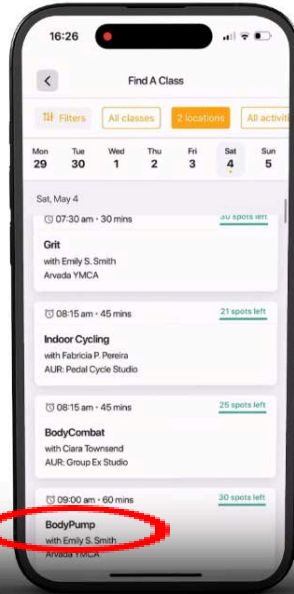 16:26
Find A Class
Filters All classes 2 locations All activiti
Mon Tue Wed Thu Fri Sat Sun
29 30 1 2 3 4 5
Sat, May 4
07:30 am • 30 mins 30 spots left
Grit
with Emily S. Smith
Arvada YMCA
08:15 am • 45 mins 21 spots left
Indoor Cycling
with Fabricia P. Pereira
AUR: Pedal Cycle Studio
08:15 am • 45 mins 25 spots left
BodyCombat
with Ciara Townsend
AUR: Group Ex Studio
09:00 am • 60 mins 30 spots left
BodyPump
with Emily S. Smith
Arvada YMCA